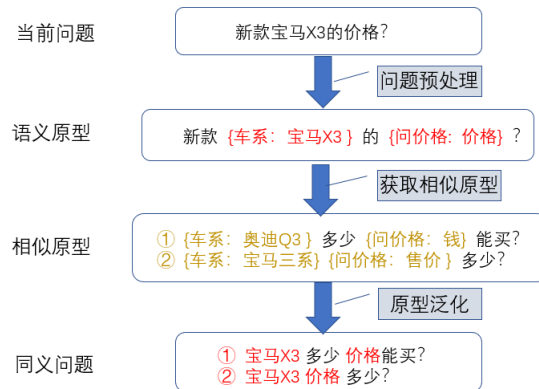 当前问题
新款宝马X3的价格?
问题预处理
语义原型
新款 {车系：宝马X3 } 的 {问价格: 价格} ?
获取相似原型
相似原型
① {车系：奥迪Q3 } 多少 {问价格：钱} 能买?
② {车系：宝马三系} {问价格：售价 } 多少?
原型泛化
同义问题
① 宝马X3 多少 价格能买?
② 宝马X3 价格 多少?